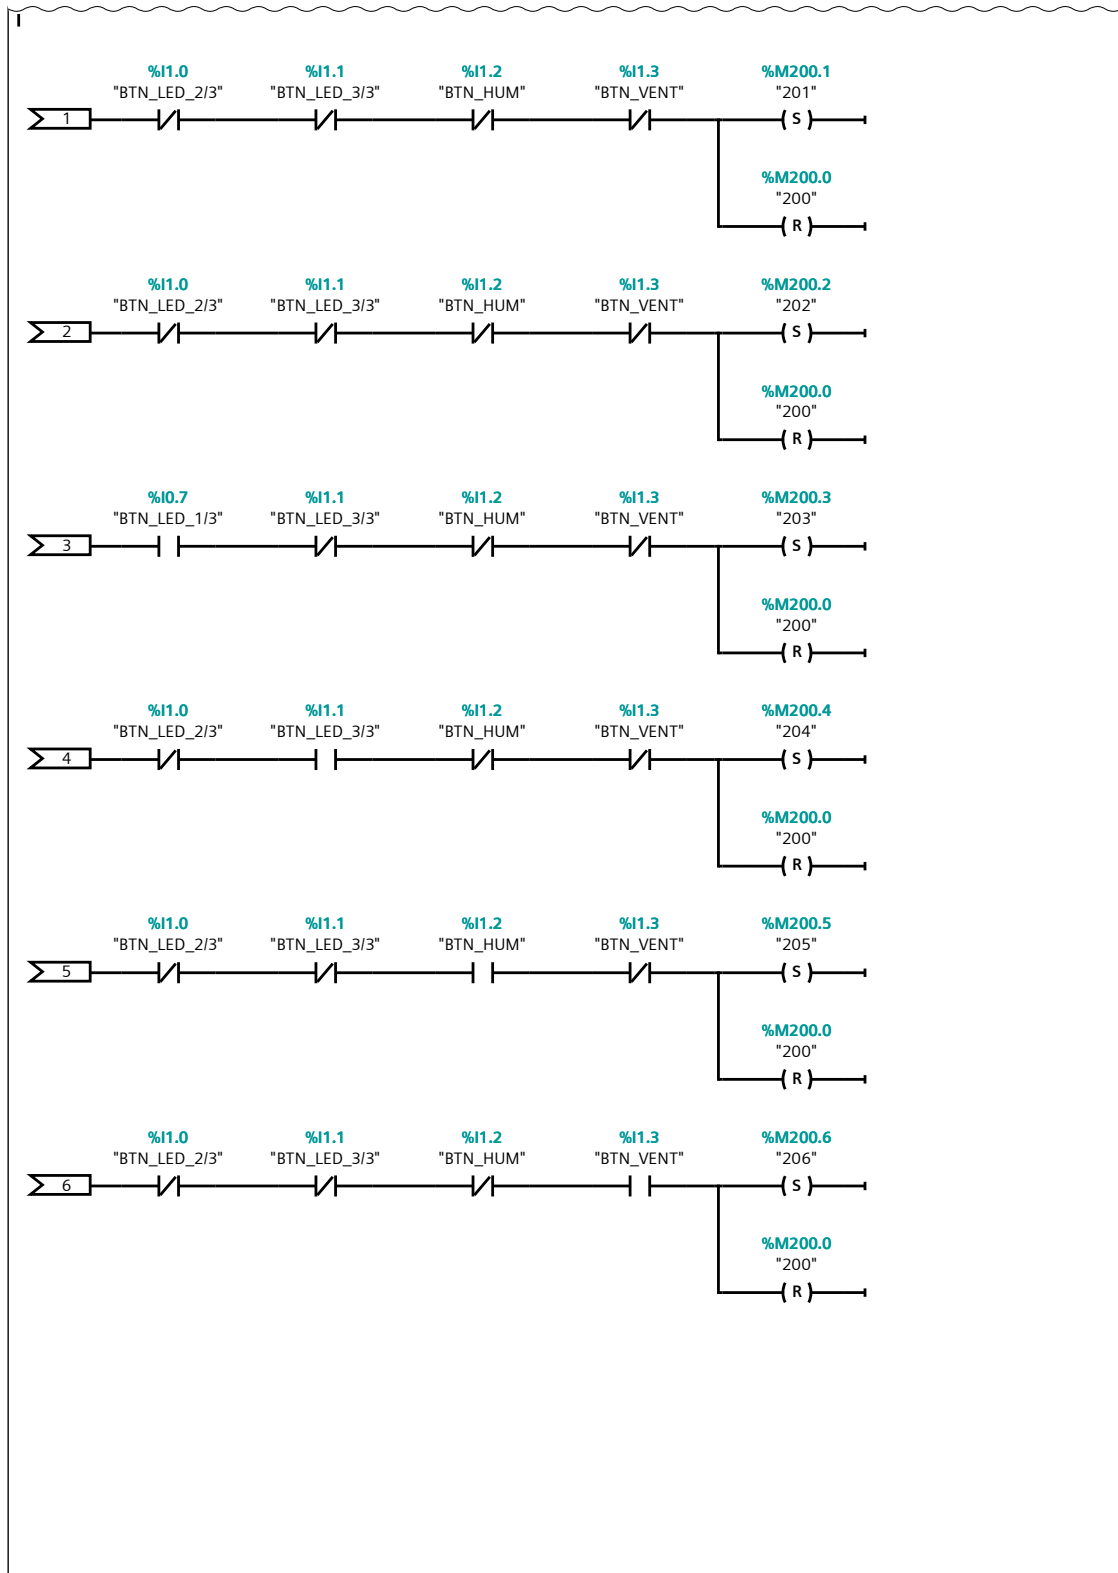 %I1.0 %I1.1 %I1.2 %I1.3 %M200.1
"BTN_LED_2/3" "BTN_LED_3/3" "BTN_HUM" "BTN_VENT" "201"
1 S
%M200.0
"200"
R
%I1.0 %I1.1 %I1.2 %I1.3 %M200.2
"BTN_LED_2/3" "BTN_LED_3/3" "BTN_HUM" "BTN_VENT" "202"
2 S
%M200.0
"200"
R
%I0.7 %I1.1 %I1.2 %I1.3 %M200.3
"BTN_LED_1/3" "BTN_LED_3/3" "BTN_HUM" "BTN_VENT" "203"
3 S
%M200.0
"200"
R
%I1.0 %I1.1 %I1.2 %I1.3 %M200.4
"BTN_LED_2/3" "BTN_LED_3/3" "BTN_HUM" "BTN_VENT" "204"
4 S
%M200.0
"200"
R
%I1.0 %I1.1 %I1.2 %I1.3 %M200.5
"BTN_LED_2/3" "BTN_LED_3/3" "BTN_HUM" "BTN_VENT" "205"
5 S
%M200.0
"200"
R
%I1.0 %I1.1 %I1.2 %I1.3 %M200.6
"BTN_LED_2/3" "BTN_LED_3/3" "BTN_HUM" "BTN_VENT" "206"
6 S
%M200.0
"200"
R